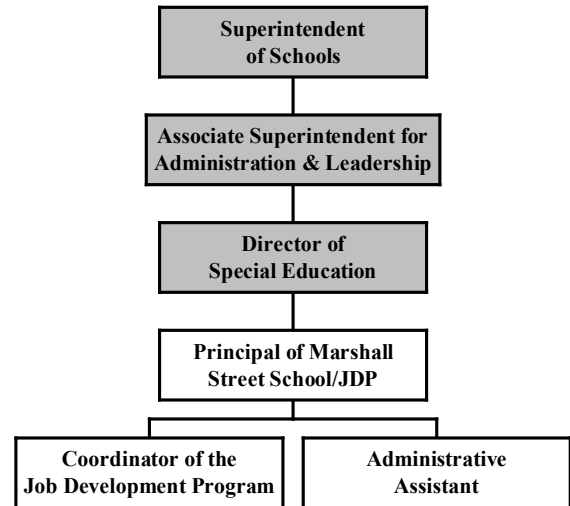 Superintendent
of Schools
Associate Superintendent for
Administration & Leadership
Director of
Special Education
Principal of Marshall
Street School/JDP
Coordinator of the
Job Development Program
Administrative
Assistant